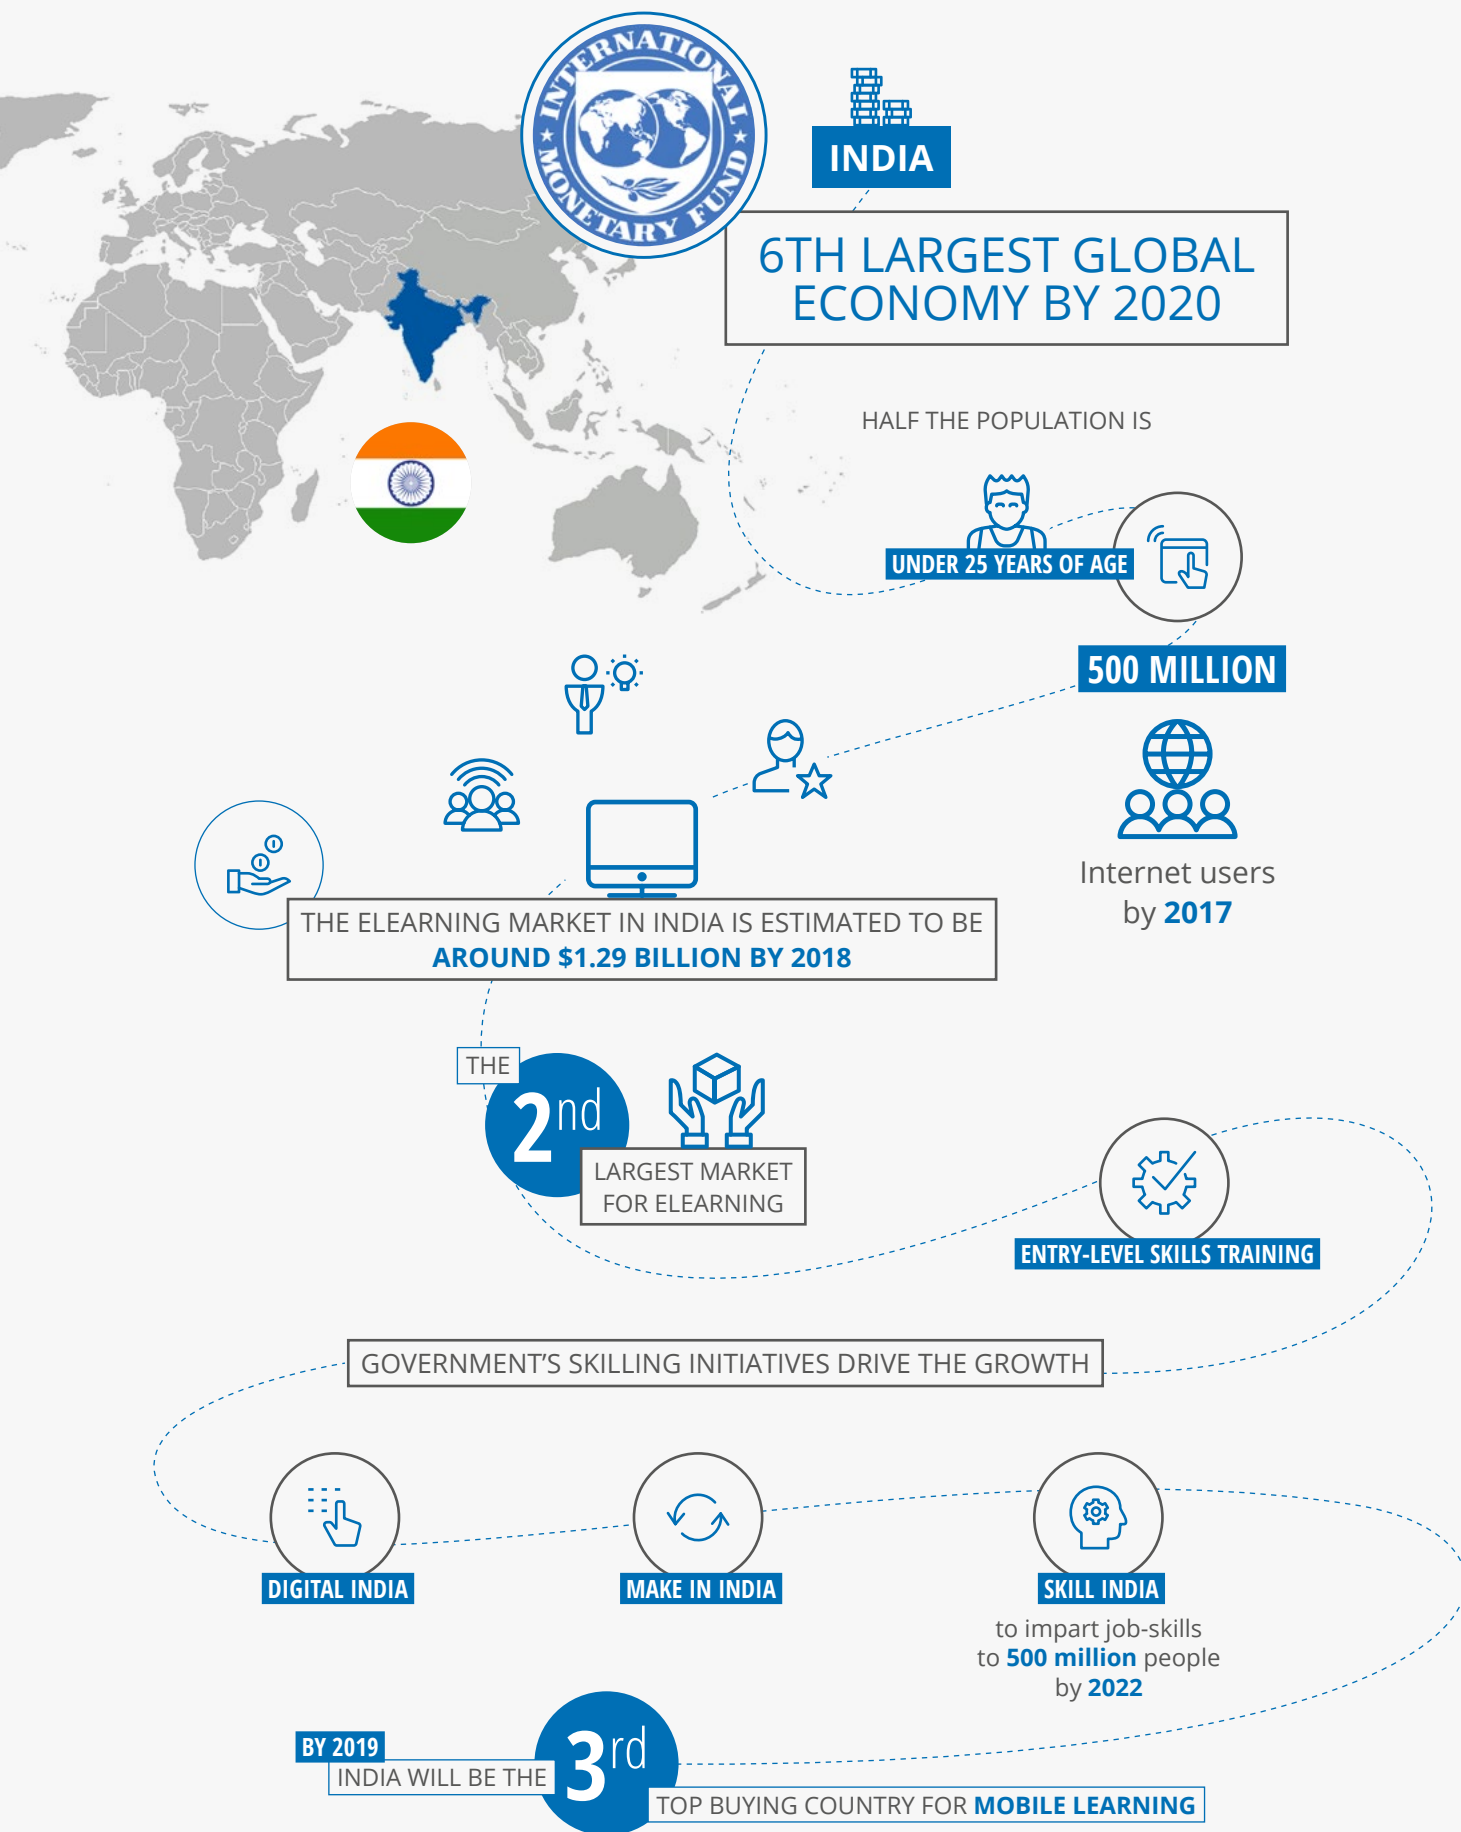 INTERNATIONAL
MONETARY FUND
INDIA
6TH LARGEST GLOBAL
ECONOMY BY 2020
HALF THE POPULATION IS
UNDER 25 YEARS OF AGE
500 MILLION
Internet users
by 2017
THE ELEARNING MARKET IN INDIA IS ESTIMATED TO BE
AROUND $1.29 BILLION BY 2018
THE
2nd
LARGEST MARKET
FOR ELEARNING
ENTRY-LEVEL SKILLS TRAINING
GOVERNMENT’S SKILLING INITIATIVES DRIVE THE GROWTH
DIGITAL INDIA
MAKE IN INDIA
SKILL INDIA
to impart job-skills
to 500 million people
by 2022
BY 2019
INDIA WILL BE THE
3rd
TOP BUYING COUNTRY FOR MOBILE LEARNING